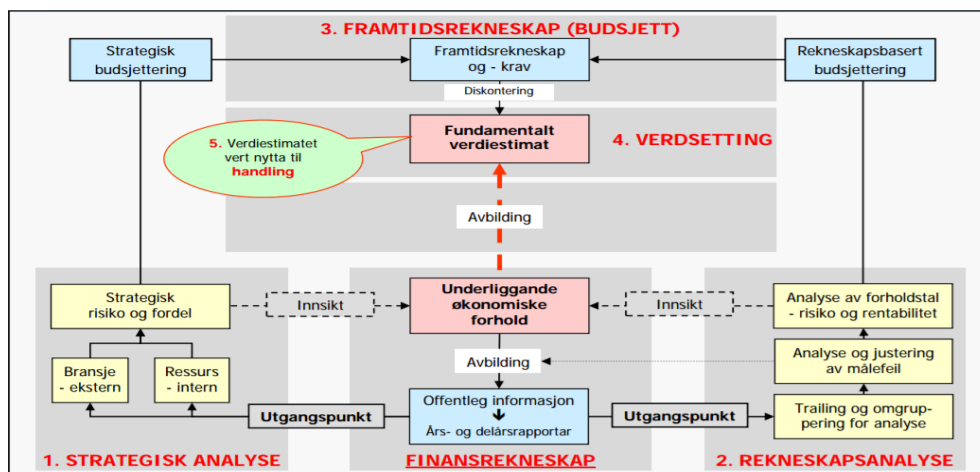 3. FRAMTIDSREKNESKAP (BUDSJETT)
Strategisk
budsjettering
Framtidsrekneskap
og - krav
Rekneskapsbasert
budsjettering
Diskontering
Fundamentalt
verdiestimat
4. VERDSETTING
5. Verdiestimatet
vert nytta til
handling
Avbilding
Strategisk
risiko og fordel
Innsikt
Underliggande
økonomiske
forhold
Innsikt
Analyse av forholdstal
- risiko og rentabilitet
Bransje
- ekstern
Ressurs
- intern
Avbilding
Analyse og justering
av målefeil
Utgangspunkt
Offentleg informasjon
Års- og delårsrapportar
Utgangspunkt
Trailing og omgrup-
pering for analyse
1. STRATEGISK ANALYSE
FINANSREKNESKAP
2. REKNESKAPSANALYSE